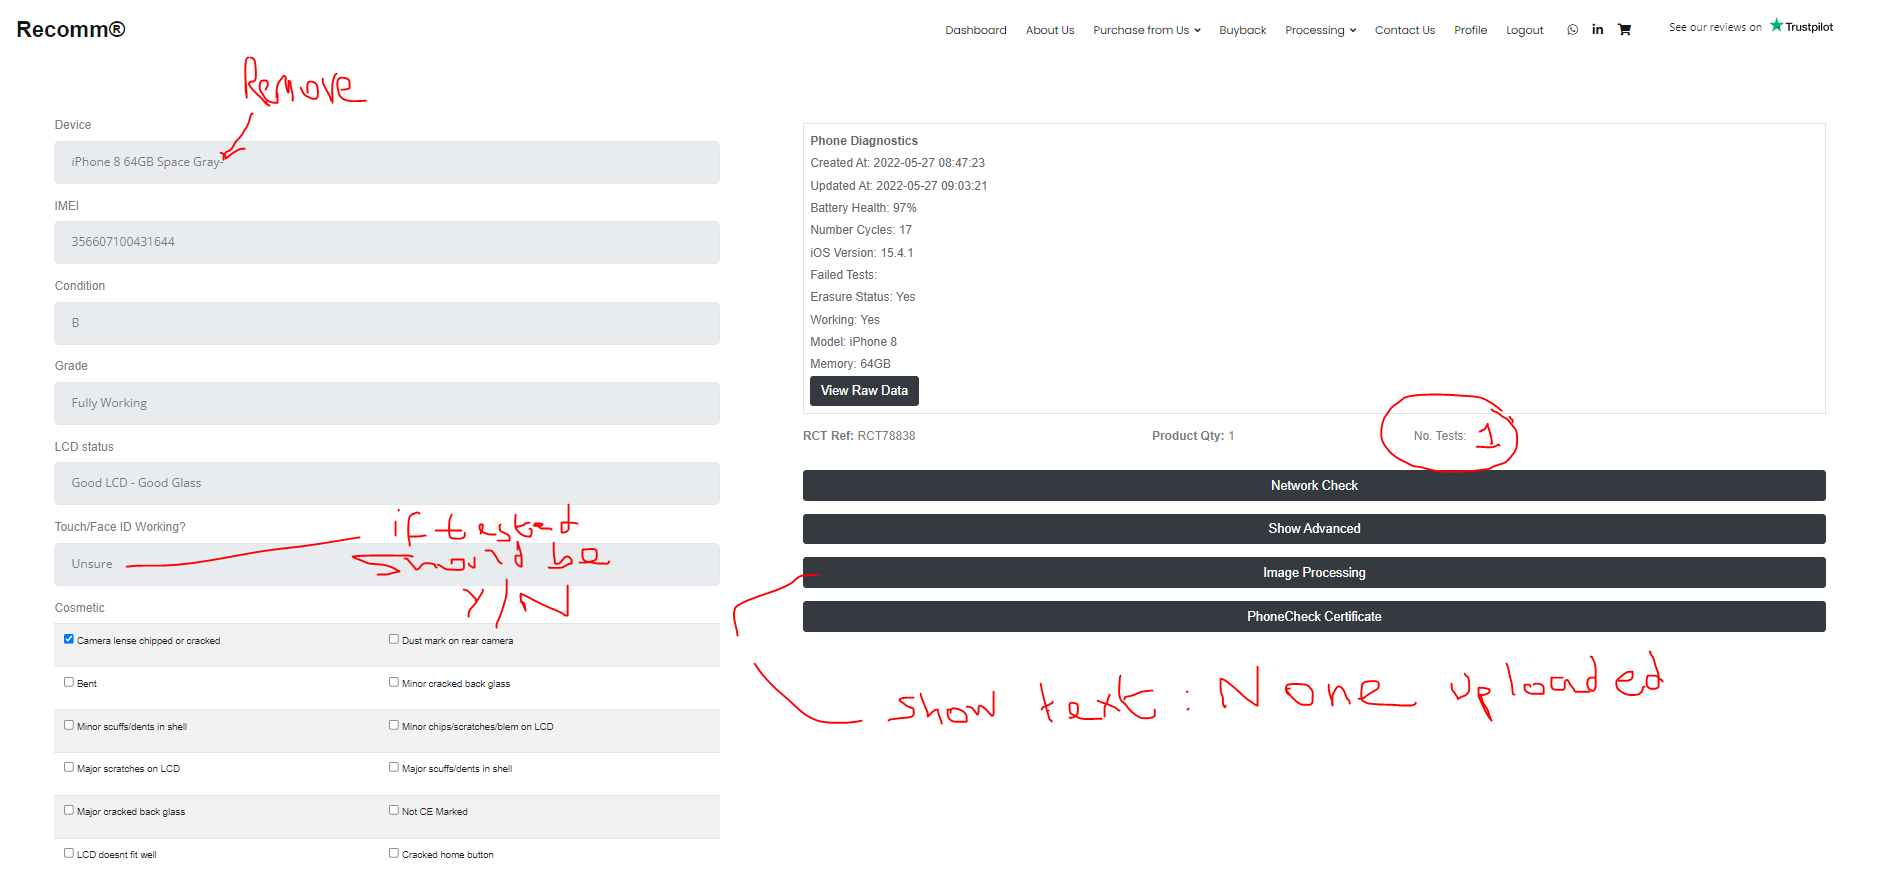 Recomm®
Dashboard About Us Purchase from Us Buyback Processing Contact Us Profile Logout
See our reviews on Trustpilot
Remove
Device
iPhone 8 64GB Space Gray-
IMEI
356607100431644
Condition
B
Grade
Fully Working
LCD status
Good LCD - Good Glass
Touch/Face ID Working?
Unsure
if tested
should be
Y/N
Cosmetic
Camera lense chipped or cracked Dust mark on rear camera
Bent Minor cracked back glass
Minor scuffs/dents in shell Minor chips/scratches/blem on LCD
Major scratches on LCD Major scuffs/dents in shell
Major cracked back glass Not CE Marked
LCD doesnt fit well Cracked home button
Phone Diagnostics
Created At: 2022-05-27 08:47:23
Updated At: 2022-05-27 09:03:21
Battery Health: 97%
Number Cycles: 17
iOS Version: 15.4.1
Failed Tests:
Erasure Status: Yes
Working: Yes
Model: iPhone 8
Memory: 64GB
View Raw Data
RCT Ref: RCT78838 Product Qty: 1 No. Tests: 1
Network Check
Show Advanced
Image Processing
PhoneCheck Certificate
show text: None uploaded